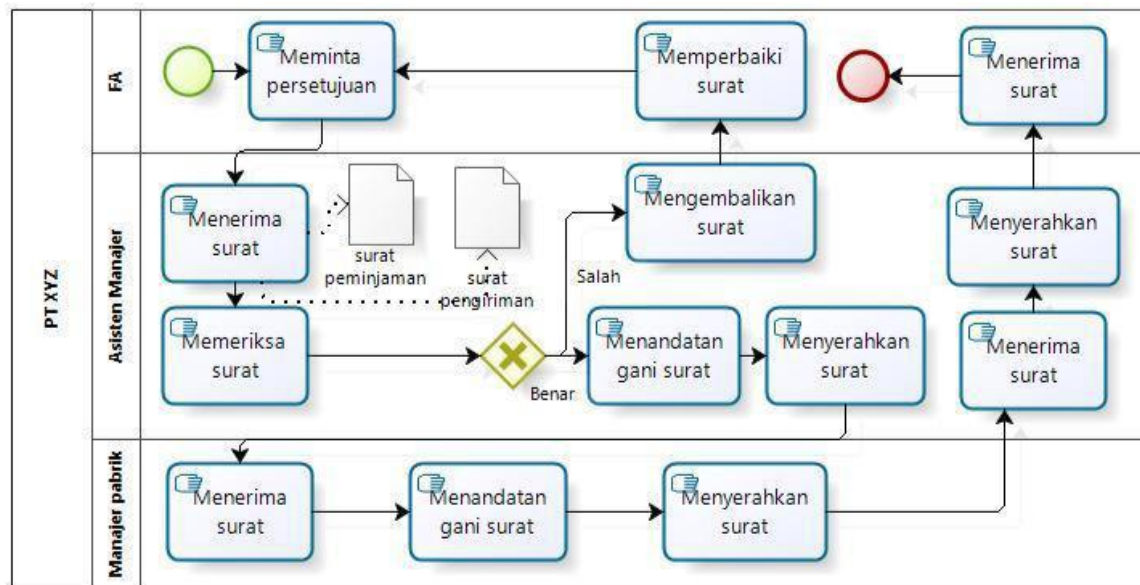 PT XYZ
FA
Meminta
persetujuan
Memperbaiki
surat
Menerima
surat
Asisten Manajer
Menerima
surat
surat
peminjaman
surat
pengiriman
Mengembalikan
surat
Menyerahkan
surat
Salah
Memeriksa
surat
Benar
Menandatan
gani surat
Menyerahkan
surat
Menerima
surat
Manajer pabrik
Menerima
surat
Menandatan
gani surat
Menyerahkan
surat